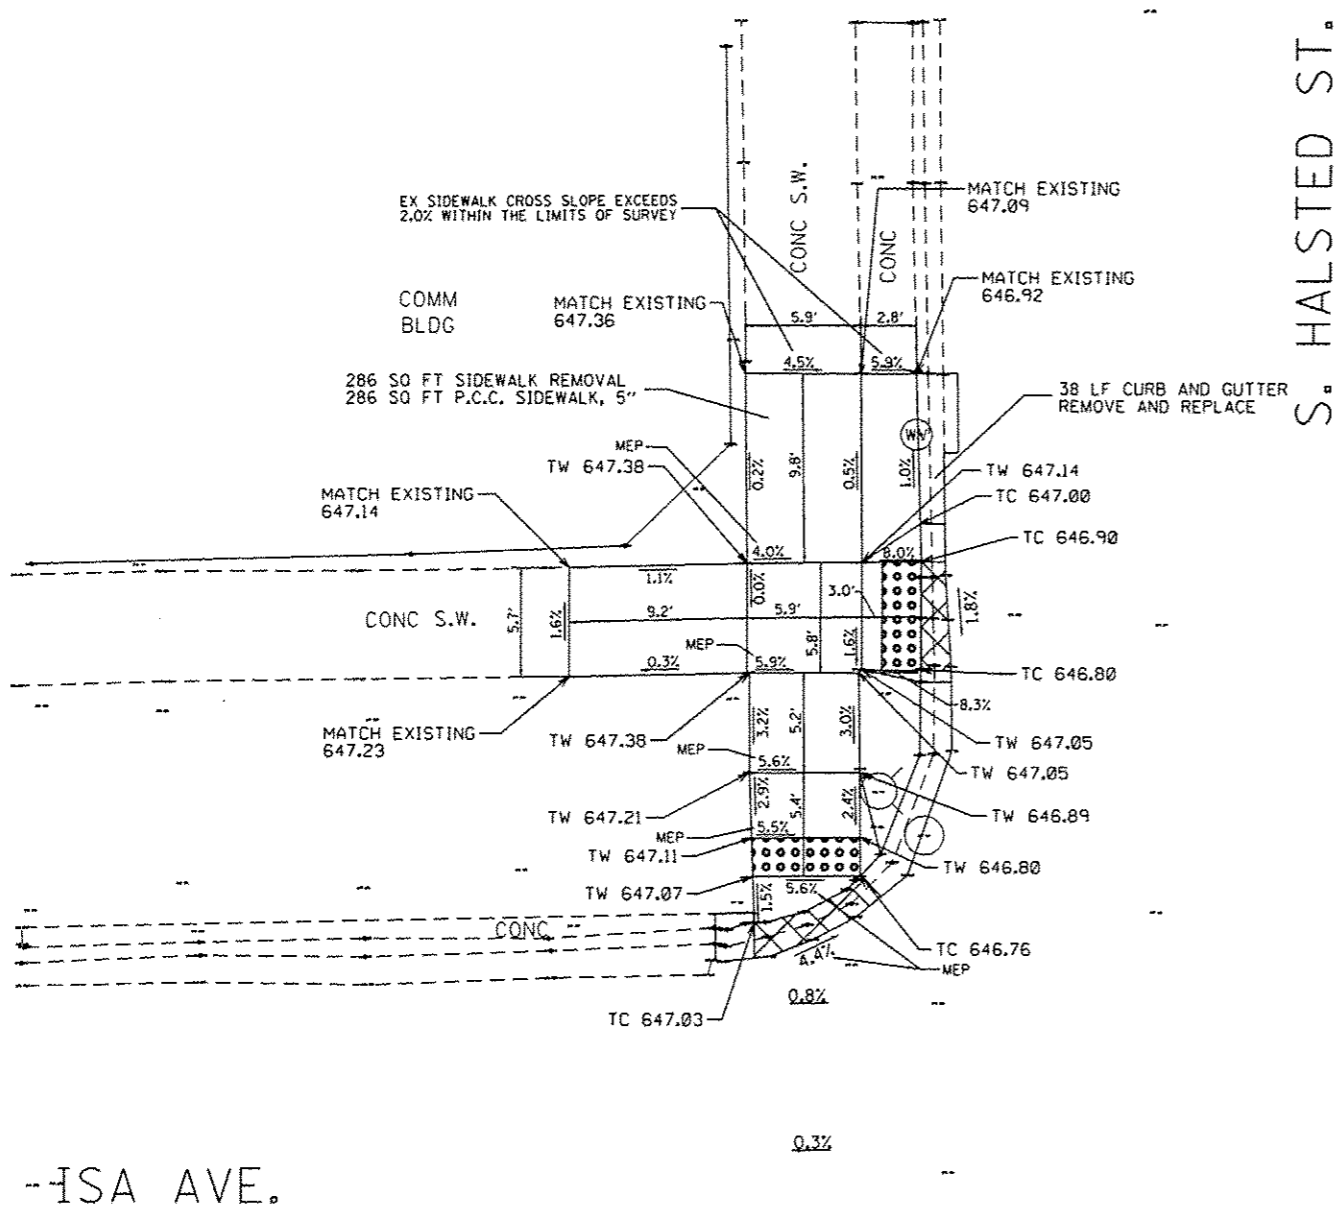 S. HALSTED ST.
CONC S.W.
CONC
EX SIDEWALK CROSS SLOPE EXCEEDS
2.0% WITHIN THE LIMITS OF SURVEY
MATCH EXISTING
647.09
MATCH EXISTING
646.92
COMM
BLDG
MATCH EXISTING
647.36
5.9'
2.8'
4.5%
5.9%
286 SQ FT SIDEWALK REMOVAL
286 SQ FT P.C.C. SIDEWALK, 5"
38 LF CURB AND GUTTER
REMOVE AND REPLACE
WV
MEP
TW 647.38
0.2%
9.8'
0.5%
1.0%
TW 647.14
TC 647.00
MATCH EXISTING
647.14
TC 646.90
4.0%
8.0%
1.1%
0.0%
3.0'
1.8%
CONC S.W.
5.7'
1.6%
9.2'
5.9'
5.8'
1.6%
MEP
0.3%
5.9%
TC 646.80
8.3%
MATCH EXISTING
647.23
TW 647.38
3.2%
5.2'
3.0%
TW 647.05
TW 647.05
MEP
5.6%
TW 647.21
2.9%
5.4'
2.4%
TW 646.89
MEP
5.5%
TW 647.11
TW 646.80
TW 647.07
1.5%
5.6%
CONC
TC 646.76
MEP
4.4%
0.8%
TC 647.03
0.3%
ISA AVE.